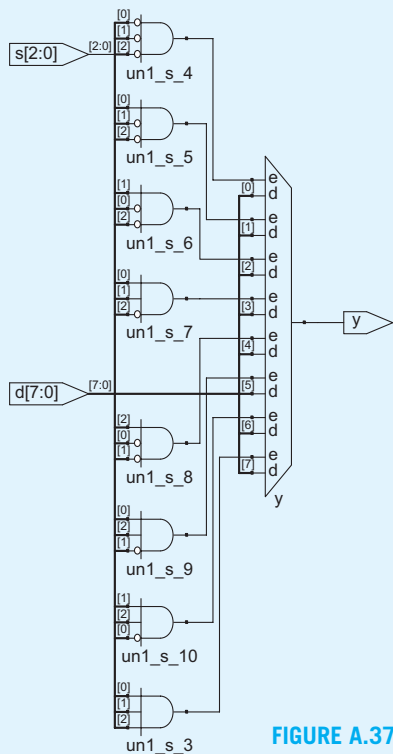 [0]
[1]
s[2:0] [2:0] [2]
un1_s_4
[0]
[1]
[2]
un1_s_5
[1]
[0]
[2]
un1_s_6
[0]
[1]
[2]
un1_s_7
d[7:0] [7:0]
[2]
[0]
[1]
un1_s_8
[0]
[2]
[1]
un1_s_9
[1]
[2]
[0]
un1_s_10
[0]
[1]
[2]
un1_s_3
e
[0] d
e
[1] d
e
[2] d
e
[3] d
e
[4] d
e
[5] d
e
[6] d
e
[7] d
y
y
FIGURE A.37